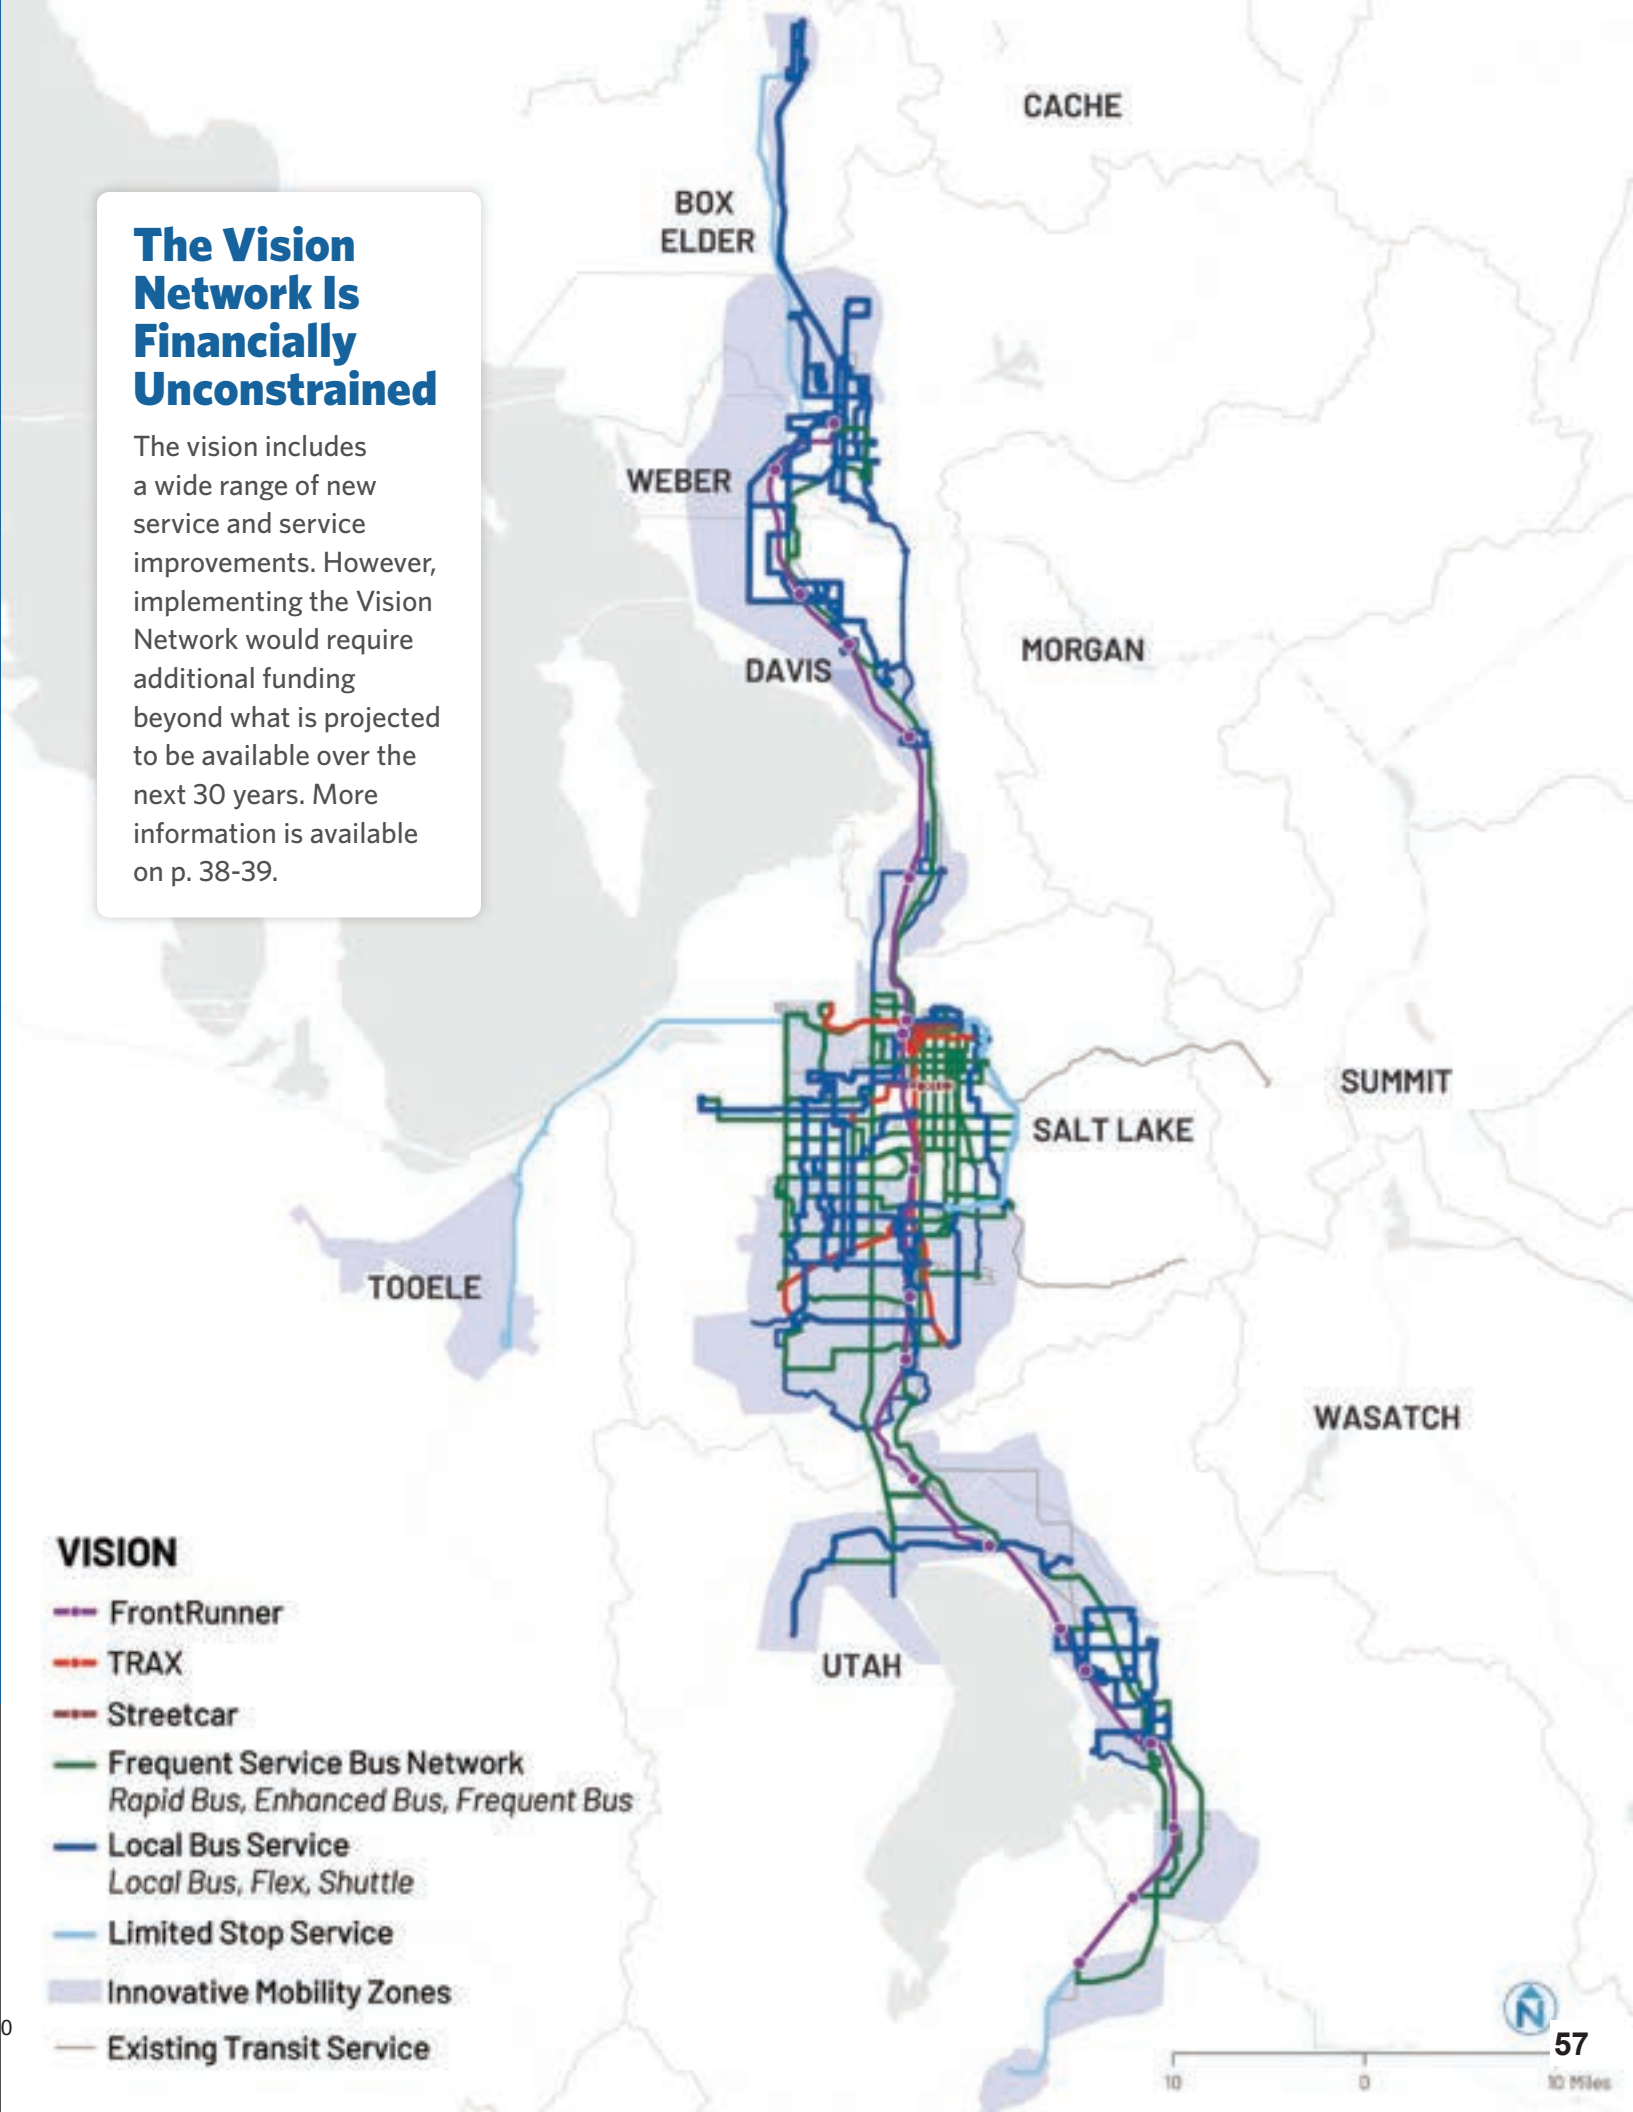 CACHE
BOX
ELDER
The Vision
Network Is
Financially
Unconstrained
The vision includes
a wide range of new
service and service
improvements. However,
implementing the Vision
Network would require
additional funding
beyond what is projected
to be available over the
next 30 years. More
information is available
on p. 38-39.
WEBER
MORGAN
DAVIS
SUMMIT
SALT LAKE
TOOELE
WASATCH
UTAH
VISION
FrontRunner
TRAX
Streetcar
Frequent Service Bus Network
Rapid Bus, Enhanced Bus, Frequent Bus
Local Bus Service
Local Bus, Flex, Shuttle
Limited Stop Service
Innovative Mobility Zones
Existing Transit Service
0
N
57
10 0 10 Miles